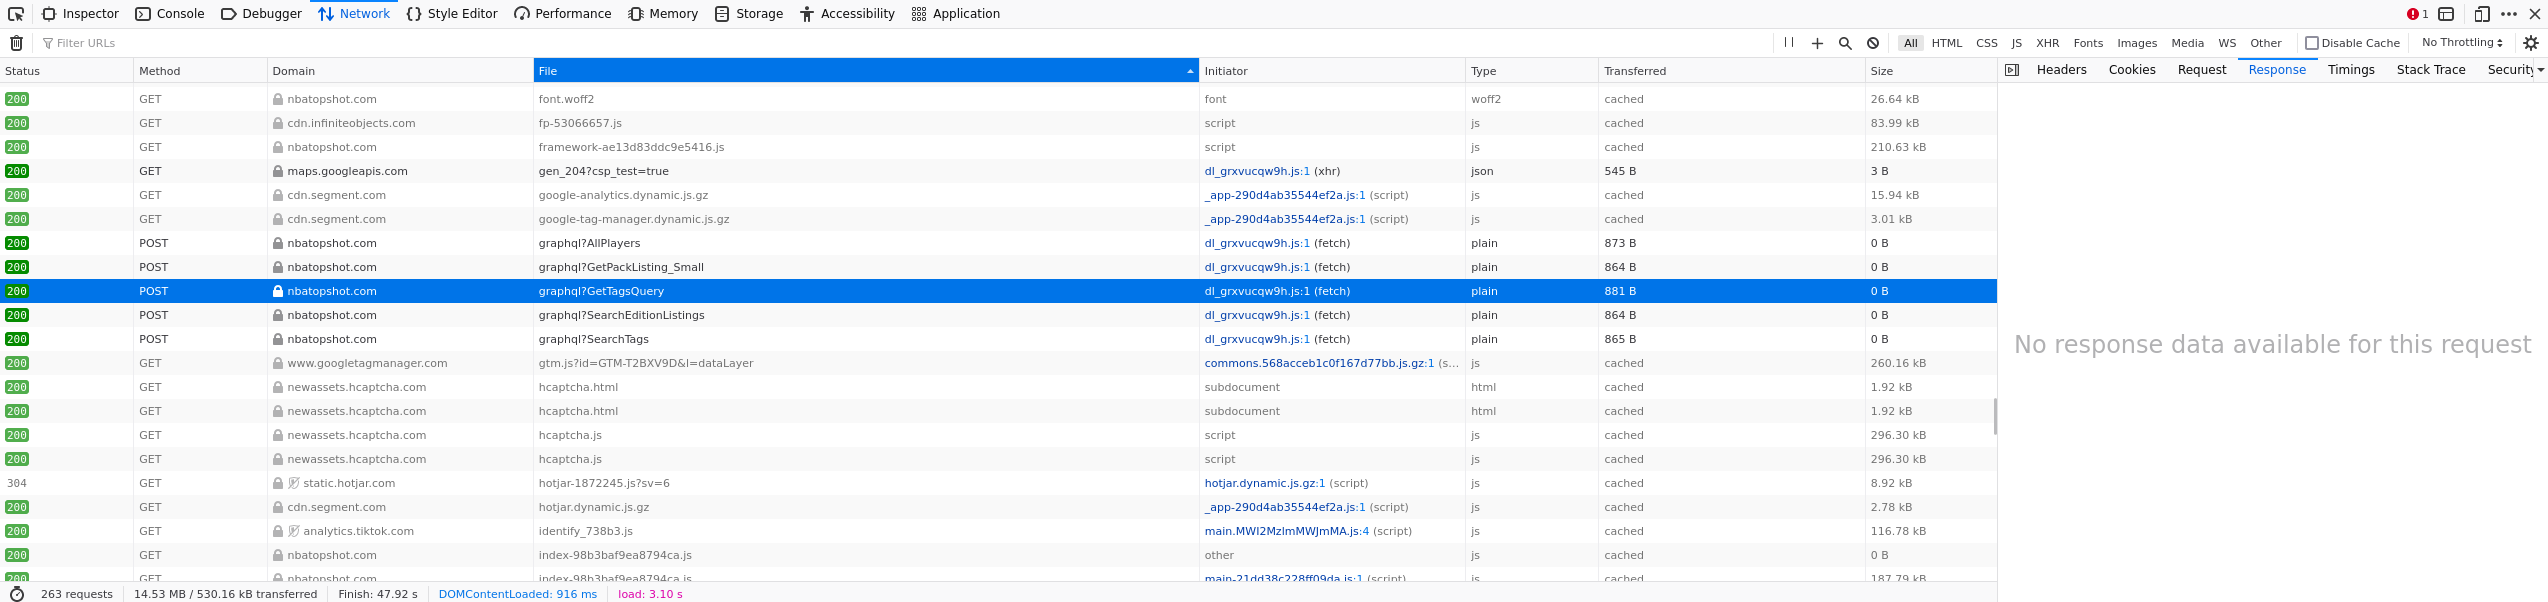 Inspector Console Debugger Network Style Editor Performance Memory Storage Accessibility Application 1
Filter URLs All HTML CSS JS XHR Fonts Images Media WS Other Disable Cache No Throttling
Status Method Domain File Initiator Type Transferred Size Headers Cookies Request Response Timings Stack Trace Security
200 GET nbatopshot.com font.woff2 font woff2 cached 26.64 kB
200 GET cdn.infiniteobjects.com fp-53066657.js script js cached 83.99 kB
200 GET nbatopshot.com framework-ae13d83ddc9e5416.js script js cached 210.63 kB
200 GET maps.googleapis.com gen_204?csp_test=true dl_grxvucqw9h.js:1 (xhr) json 545 B 3 B
200 GET cdn.segment.com google-analytics.dynamic.js.gz _app-290d4ab35544ef2a.js:1 (script) js cached 15.94 kB
200 GET cdn.segment.com google-tag-manager.dynamic.js.gz _app-290d4ab35544ef2a.js:1 (script) js cached 3.01 kB
200 POST nbatopshot.com graphql?AllPlayers dl_grxvucqw9h.js:1 (fetch) plain 873 B 0 B
200 POST nbatopshot.com graphql?GetPackListing_Small dl_grxvucqw9h.js:1 (fetch) plain 864 B 0 B
200 POST nbatopshot.com graphql?GetTagsQuery dl_grxvucqw9h.js:1 (fetch) plain 881 B 0 B
200 POST nbatopshot.com graphql?SearchEditionListings dl_grxvucqw9h.js:1 (fetch) plain 864 B 0 B
200 POST nbatopshot.com graphql?SearchTags dl_grxvucqw9h.js:1 (fetch) plain 865 B 0 B
No response data available for this request
200 GET www.googletagmanager.com gtm.js?id=GTM-T2BXV9D&l=dataLayer commons.568acceb1c0f167d77bb.js.gz:1 (s... js cached 260.16 kB
200 GET newassets.hcaptcha.com hcaptcha.html subdocument html cached 1.92 kB
200 GET newassets.hcaptcha.com hcaptcha.html subdocument html cached 1.92 kB
200 GET newassets.hcaptcha.com hcaptcha.js script js cached 296.30 kB
200 GET newassets.hcaptcha.com hcaptcha.js script js cached 296.30 kB
304 GET static.hotjar.com hotjar-1872245.js?sv=6 hotjar.dynamic.js.gz:1 (script) js cached 8.92 kB
200 GET cdn.segment.com hotjar.dynamic.js.gz _app-290d4ab35544ef2a.js:1 (script) js cached 2.78 kB
200 GET analytics.tiktok.com identify_738b3.js main.MWI2MzlmMWJmMA.js:4 (script) js cached 116.78 kB
200 GET nbatopshot.com index-98b3baf9ea8794ca.js other js cached 0 B
200 GET nbatopshot.com index-98b3baf9ea8794ca.js main-21dd38c228ff09da.js:1 (script) js cached 187.79 kB
263 requests 14.53 MB / 530.16 kB transferred Finish: 47.92 s DOMContentLoaded: 916 ms load: 3.10 s